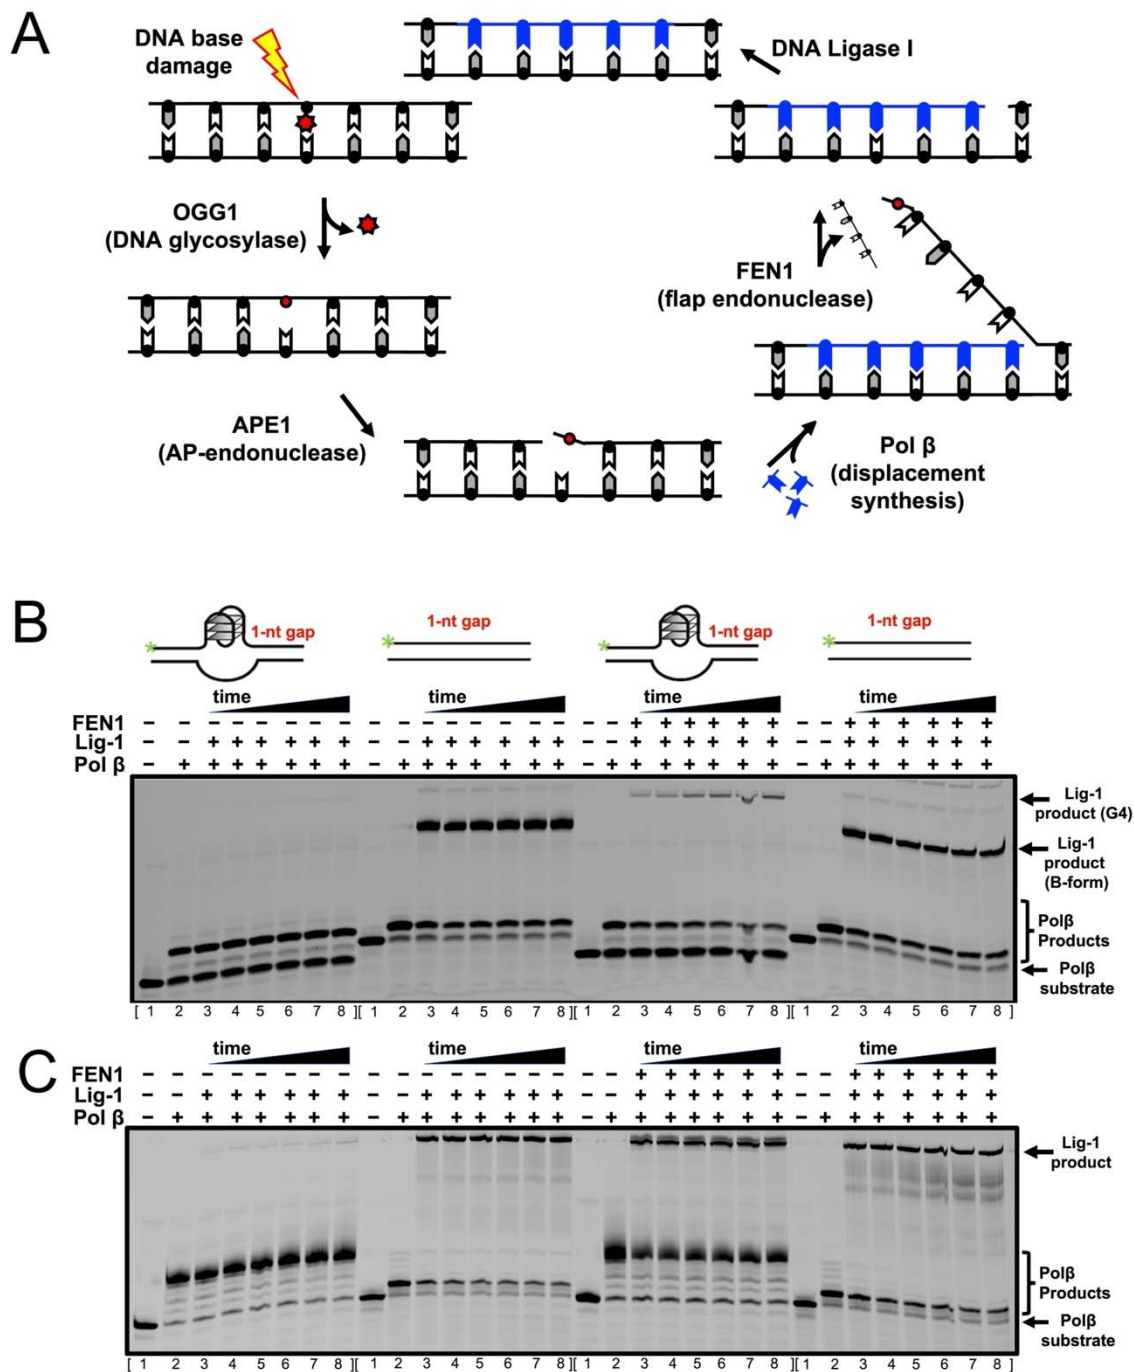 A
DNA base
damage
DNA Ligase I
OGG1
(DNA glycosylase)
FEN1
(flap endonuclease)
APE1
(AP-endonuclease)
Pol β
(displacement
synthesis)
B
1-nt gap 1-nt gap 1-nt gap 1-nt gap
* * * *
time time time time
FEN1 – – – – – – – – – – – – – – – – – – + + + + + + – – + + + + + +
Lig-1 – – + + + + + + – – + + + + + + – – + + + + + + – – + + + + + +
Pol β – + + + + + + + – + + + + + + + – + + + + + + + – + + + + + + +
Lig-1
product (G4)
Lig-1
product
(B-form)
Polβ
Products
Polβ
substrate
[ 1 2 3 4 5 6 7 8 ][ 1 2 3 4 5 6 7 8 ][ 1 2 3 4 5 6 7 8 ][ 1 2 3 4 5 6 7 8 ]
C
time time time time
FEN1 – – – – – – – – – – – – – – – – – – + + + + + + – – + + + + + +
Lig-1 – – + + + + + + – – + + + + + + – – + + + + + + – – + + + + + +
Pol β – + + + + + + + – + + + + + + + – + + + + + + + – + + + + + + +
Lig-1
product
Polβ
Products
Polβ
substrate
[ 1 2 3 4 5 6 7 8 ][ 1 2 3 4 5 6 7 8 ][ 1 2 3 4 5 6 7 8 ][ 1 2 3 4 5 6 7 8 ]